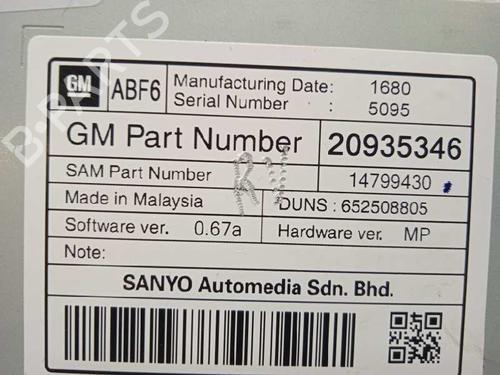 GM ABF6 Manufacturing Date: 1680
Serial Number : 5095
GM Part Number 20935346
SAM Part Number 14799430 *
Made in Malaysia DUNS : 652508805
Software ver. 0.67a Hardware ver. MP
Note:
SANYO Automedia Sdn. Bhd.
B-PARTS